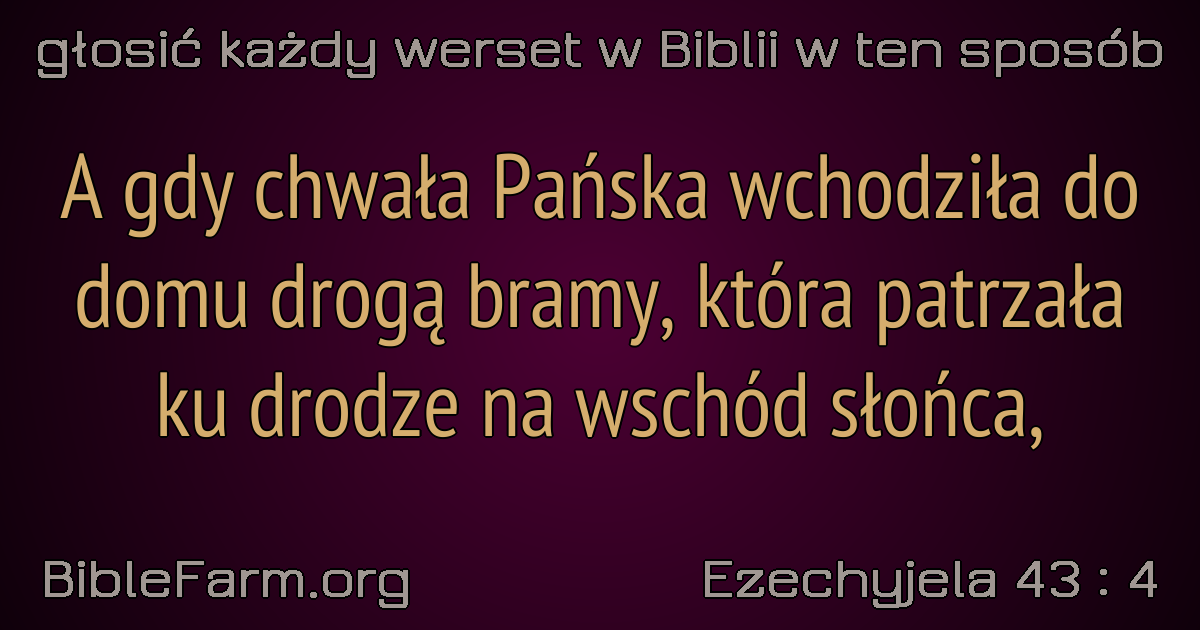 głosić każdy werset w Biblii w ten sposób
A gdy chwała Pańska wchodziła do
domu drogą bramy, która patrzała
ku drodze na wschód słońca,
BibleFarm.org
Ezechyjela 43 : 4